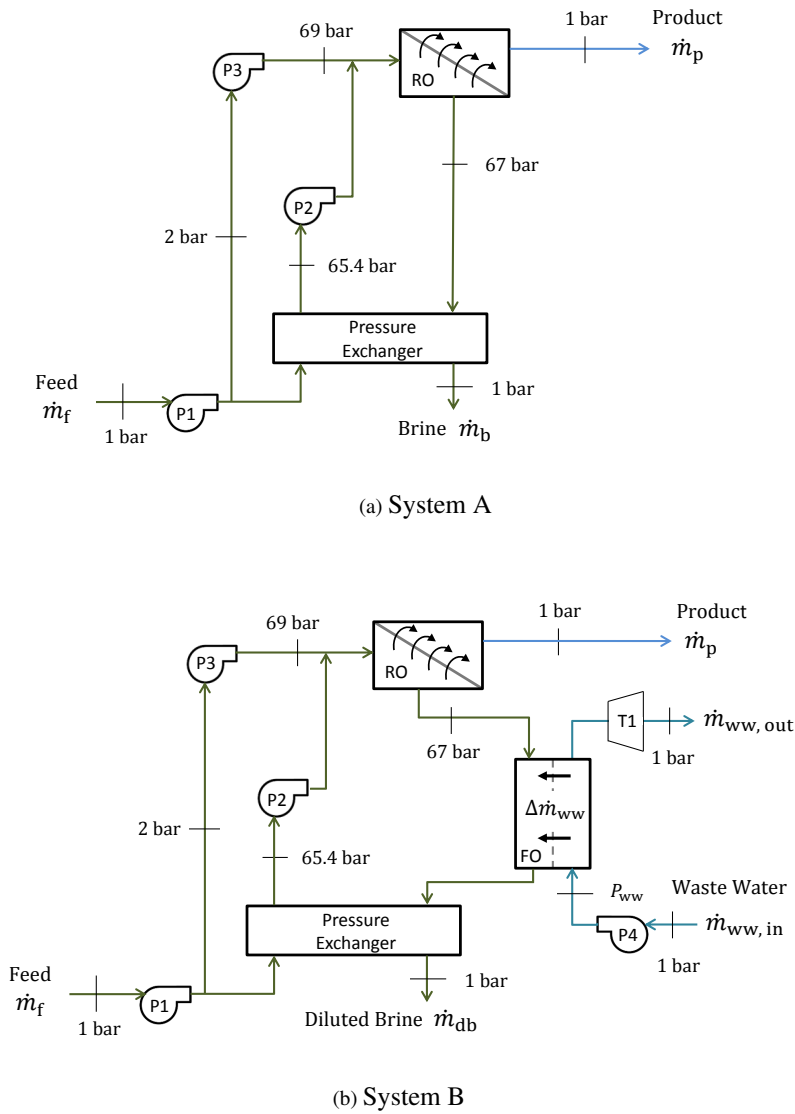 1 bar
Product
ṁp
69 bar
P3
RO
67 bar
P2
2 bar
65.4 bar
Pressure
Exchanger
Feed
ṁf
1 bar
P1
1 bar
Brine ṁb
(a) System A
1 bar
Product
ṁp
69 bar
P3
RO
T1
ṁww, out
67 bar
1 bar
P2
Δṁww
2 bar
65.4 bar
FO
Pww
Waste Water
ṁww, in
P4
1 bar
Pressure
Exchanger
Feed
ṁf
1 bar
P1
1 bar
Diluted Brine ṁdb
(b) System B